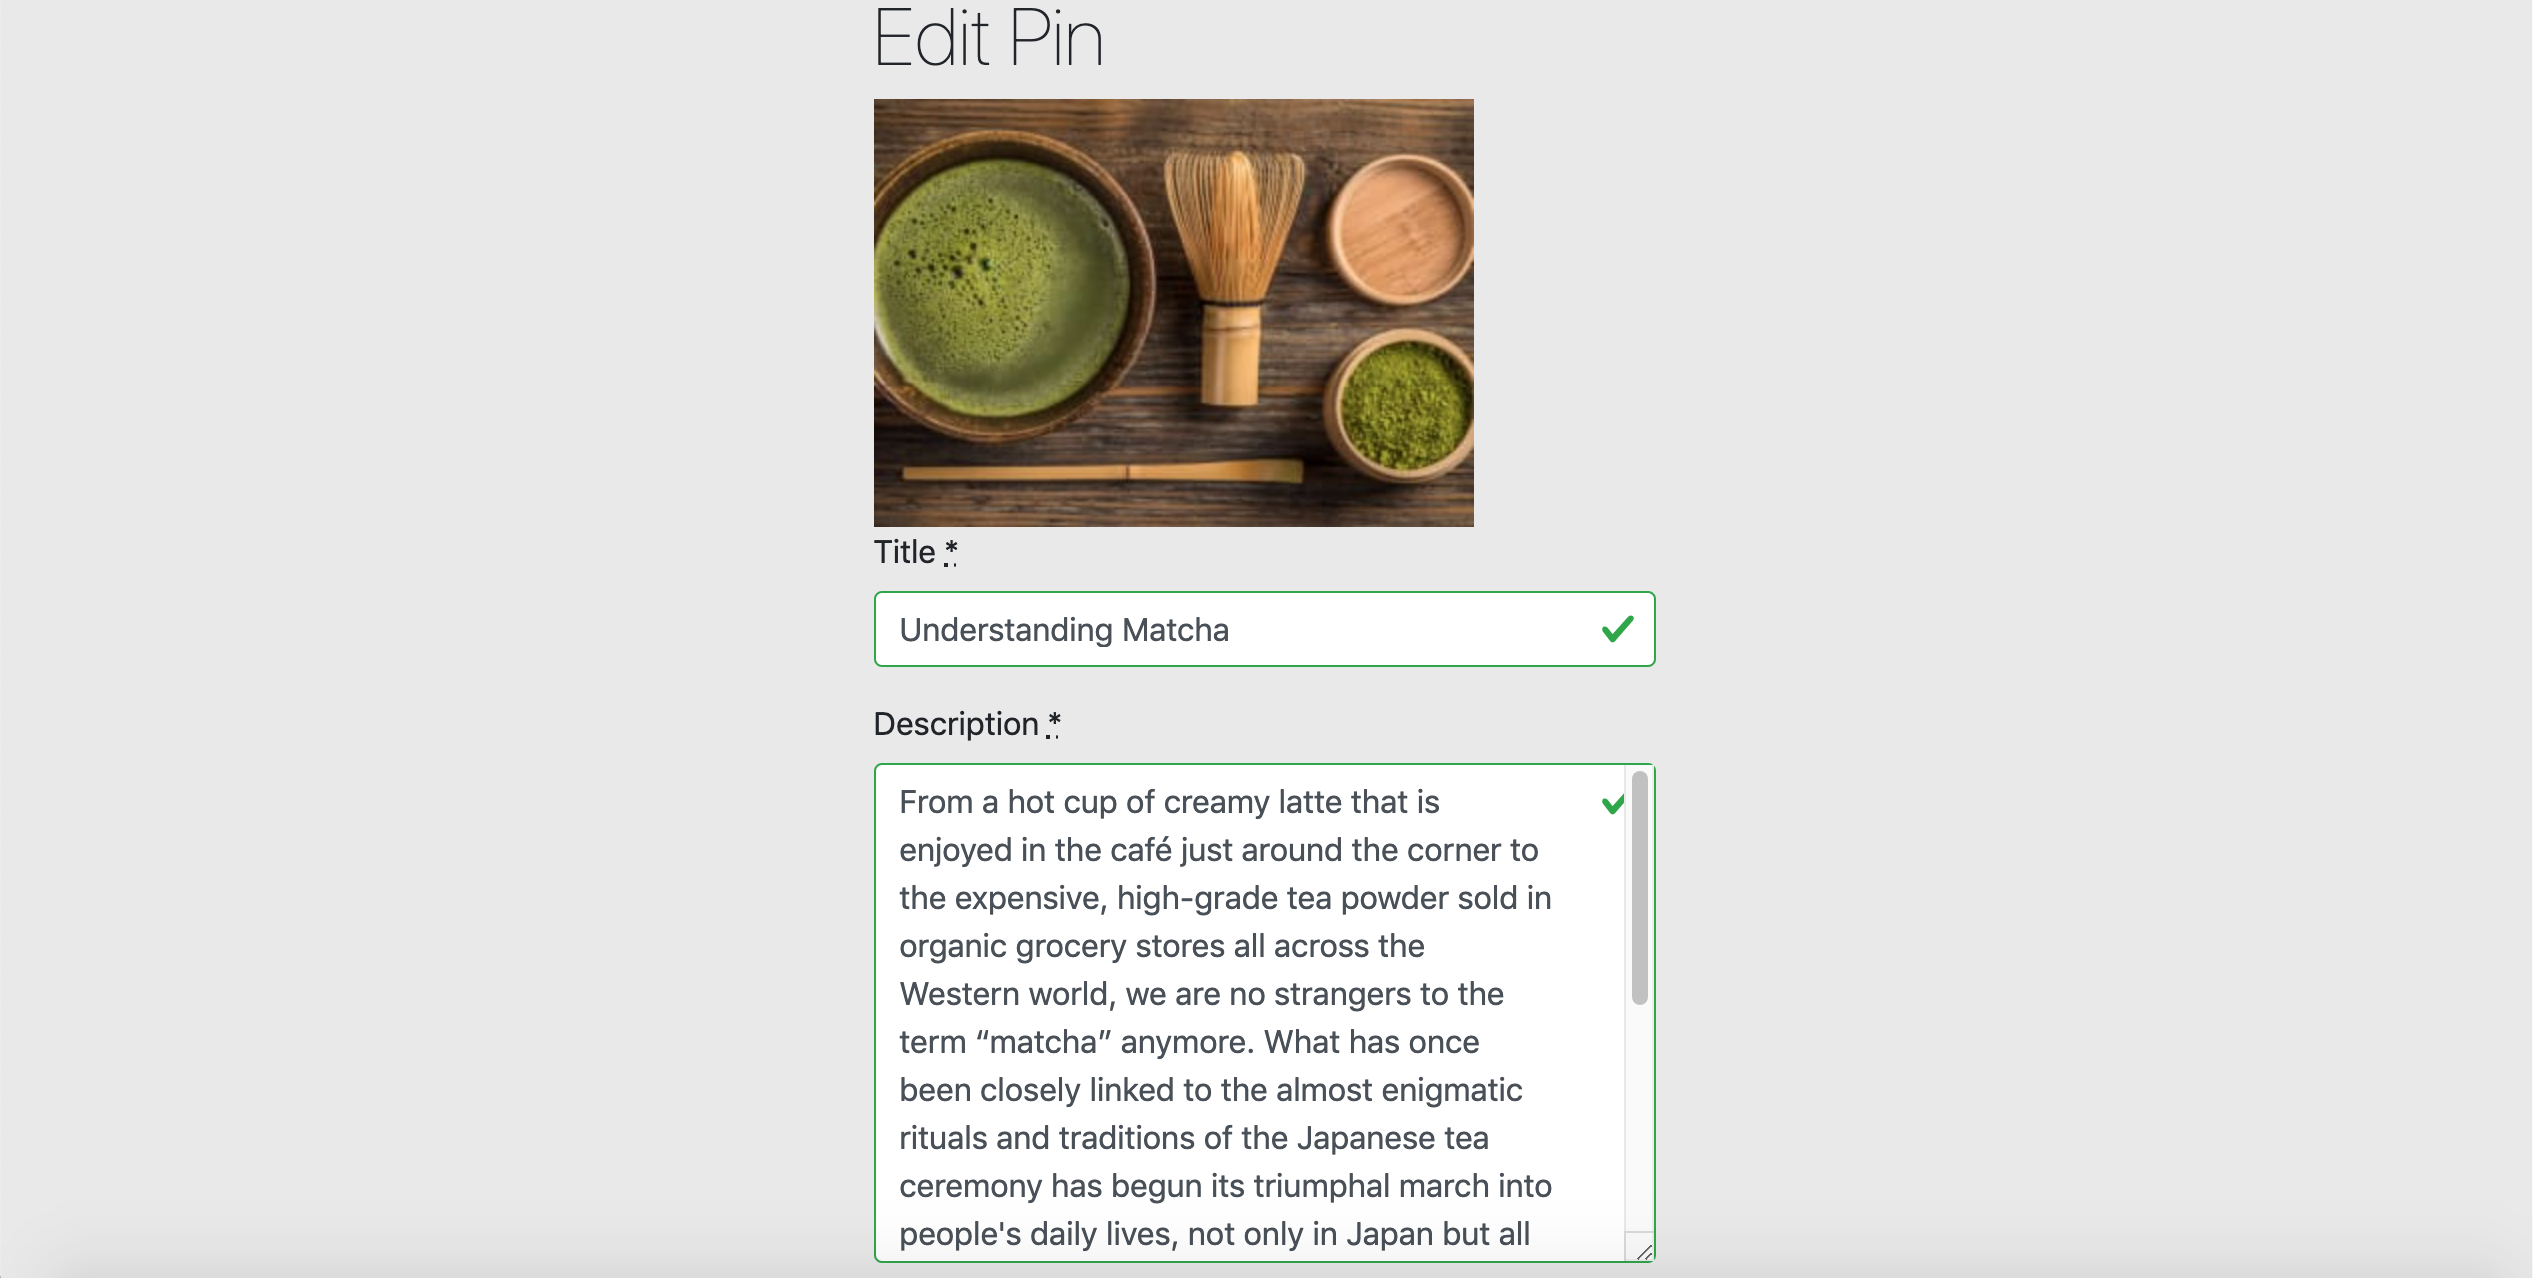 Edit Pin
Title *
Understanding Matcha
Description *
From a hot cup of creamy latte that is
enjoyed in the café just around the corner to
the expensive, high-grade tea powder sold in
organic grocery stores all across the
Western world, we are no strangers to the
term “matcha” anymore. What has once
been closely linked to the almost enigmatic
rituals and traditions of the Japanese tea
ceremony has begun its triumphal march into
people's daily lives, not only in Japan but all